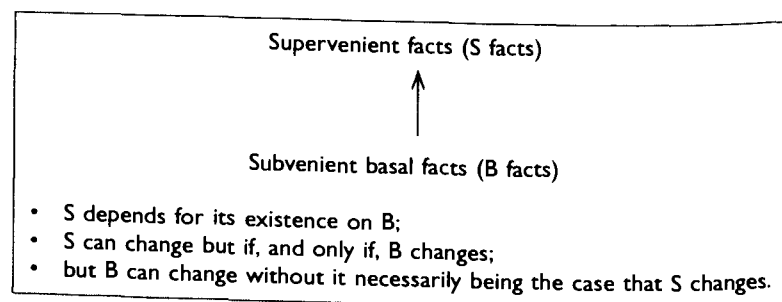 Supervenient facts (S facts)
Subvenient basal facts (B facts)
• S depends for its existence on B;
• S can change but if, and only if, B changes;
• but B can change without it necessarily being the case that S changes.